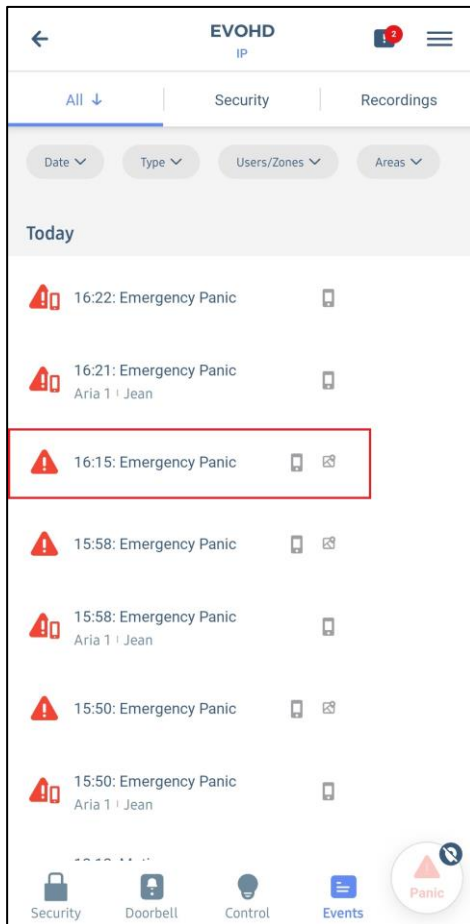 EVOHD
2
IP
All ↓
Security
Recordings
Date
Type
Users/Zones
Areas
Today
16:22: Emergency Panic
16:21: Emergency Panic
Aria 1 | Jean
16:15: Emergency Panic
15:58: Emergency Panic
15:58: Emergency Panic
Aria 1 | Jean
15:50: Emergency Panic
15:50: Emergency Panic
Aria 1 | Jean
Panic
Security
Doorbell
Control
Events